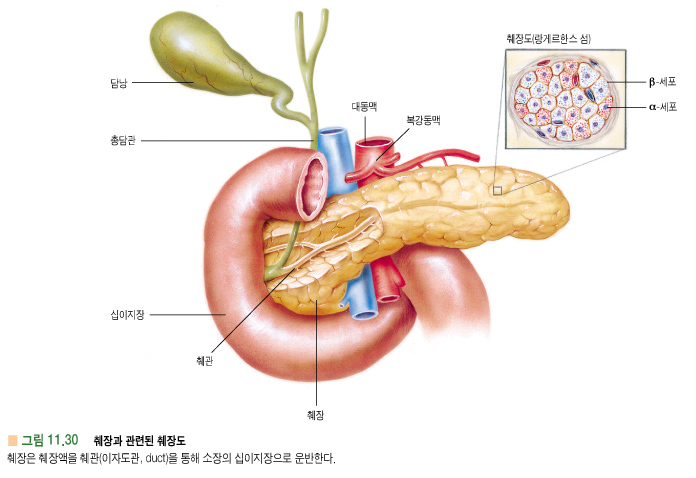 췌장도(랑게르한스 섬)
담낭
β-세포
α-세포
대동맥
복강동맥
총담관
십이지장
췌관
췌장
그림 11.30 췌장과 관련된 췌장도
췌장은 췌장액을 췌관(이자도관, duct)을 통해 소장의 십이지장으로 운반한다.